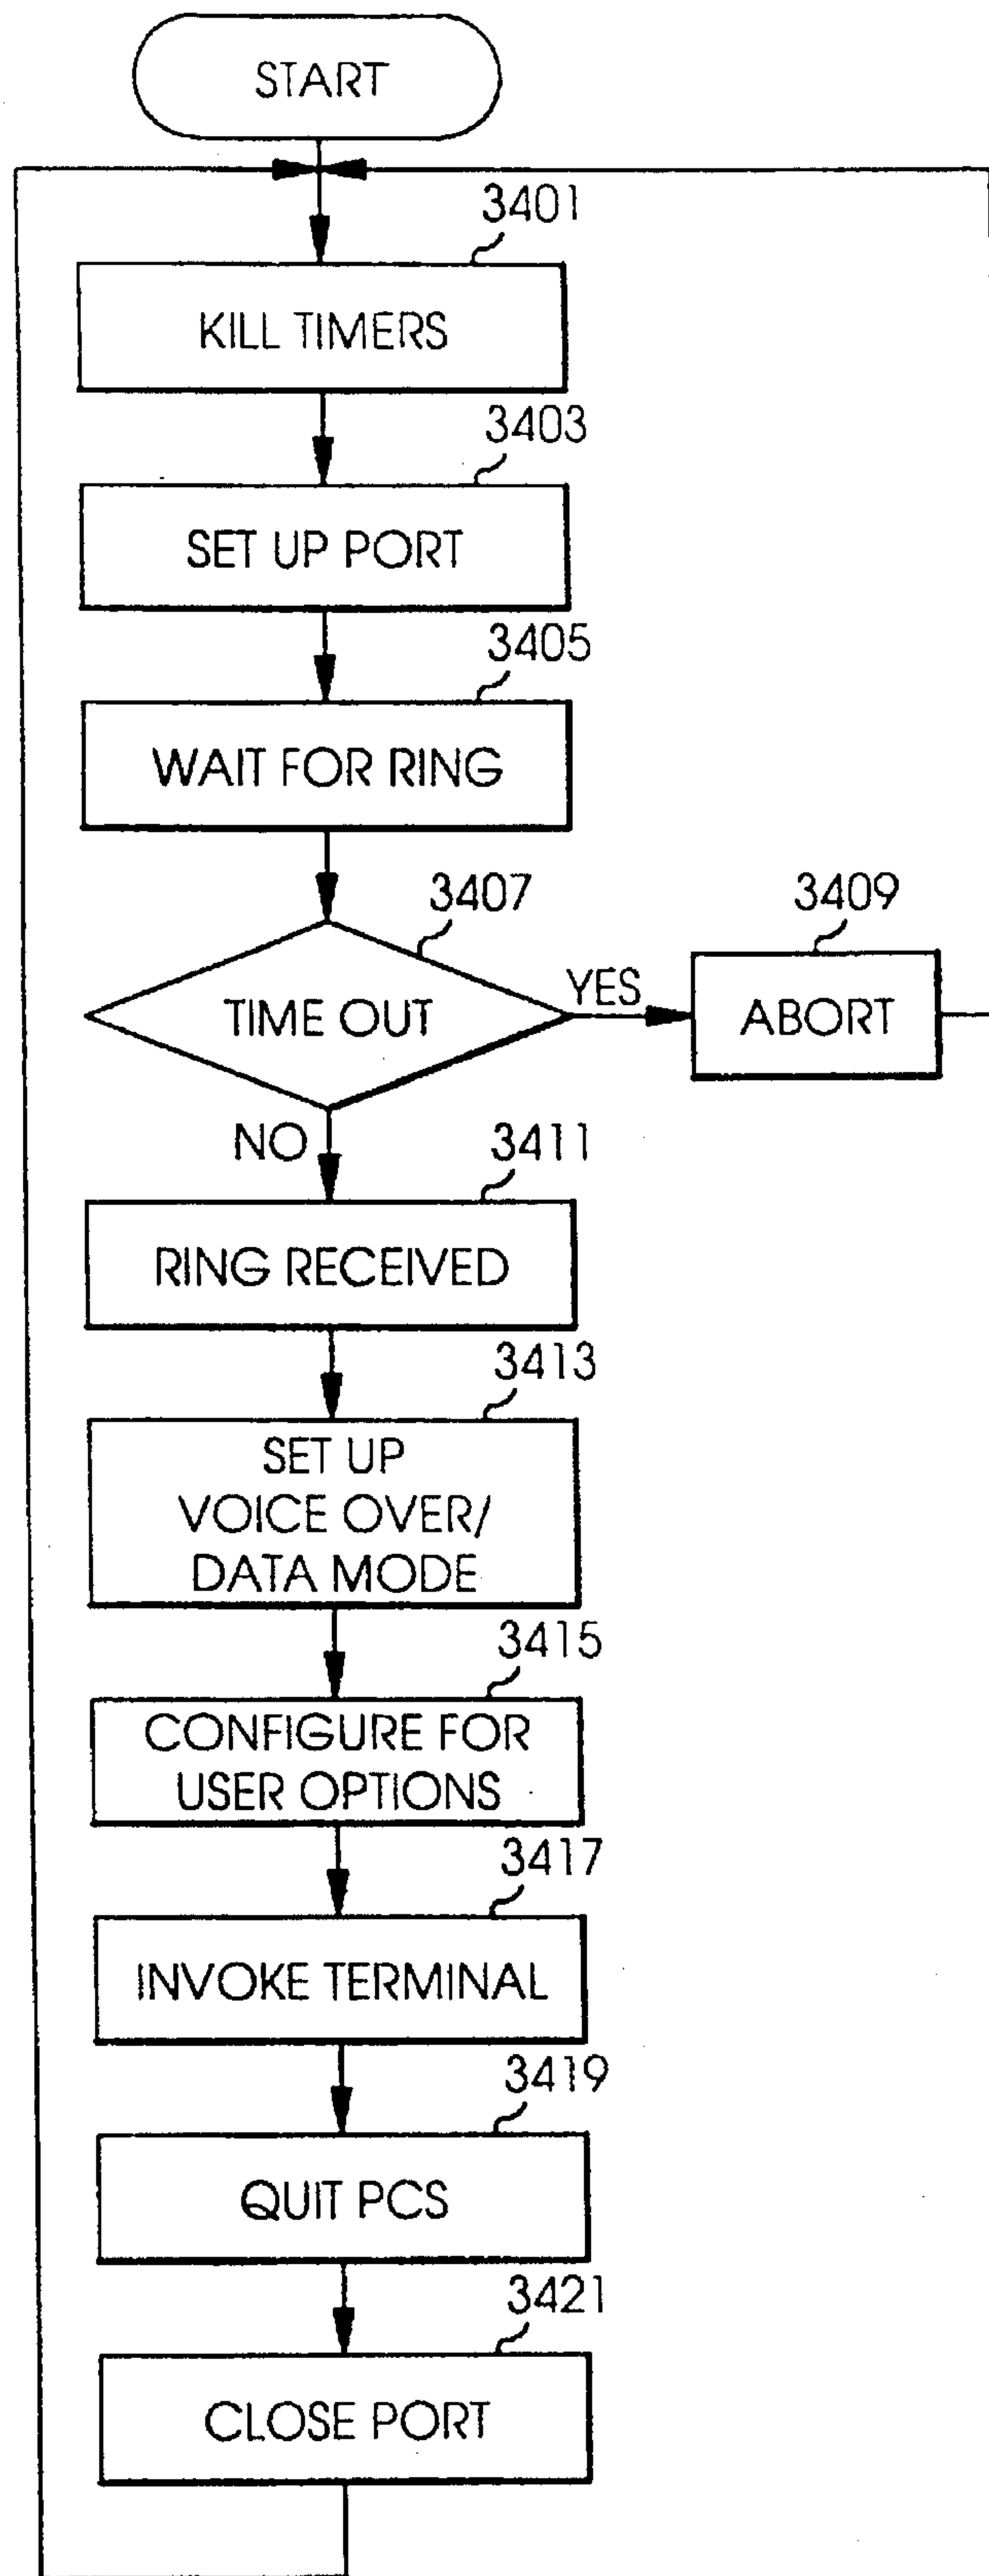 START
3401
KILL TIMERS
3403
SET UP PORT
3405
WAIT FOR RING
3407
TIME OUT
YES
3409
ABORT
NO
3411
RING RECEIVED
3413
SET UP
VOICE OVER/
DATA MODE
3415
CONFIGURE FOR
USER OPTIONS
3417
INVOKE TERMINAL
3419
QUIT PCS
3421
CLOSE PORT